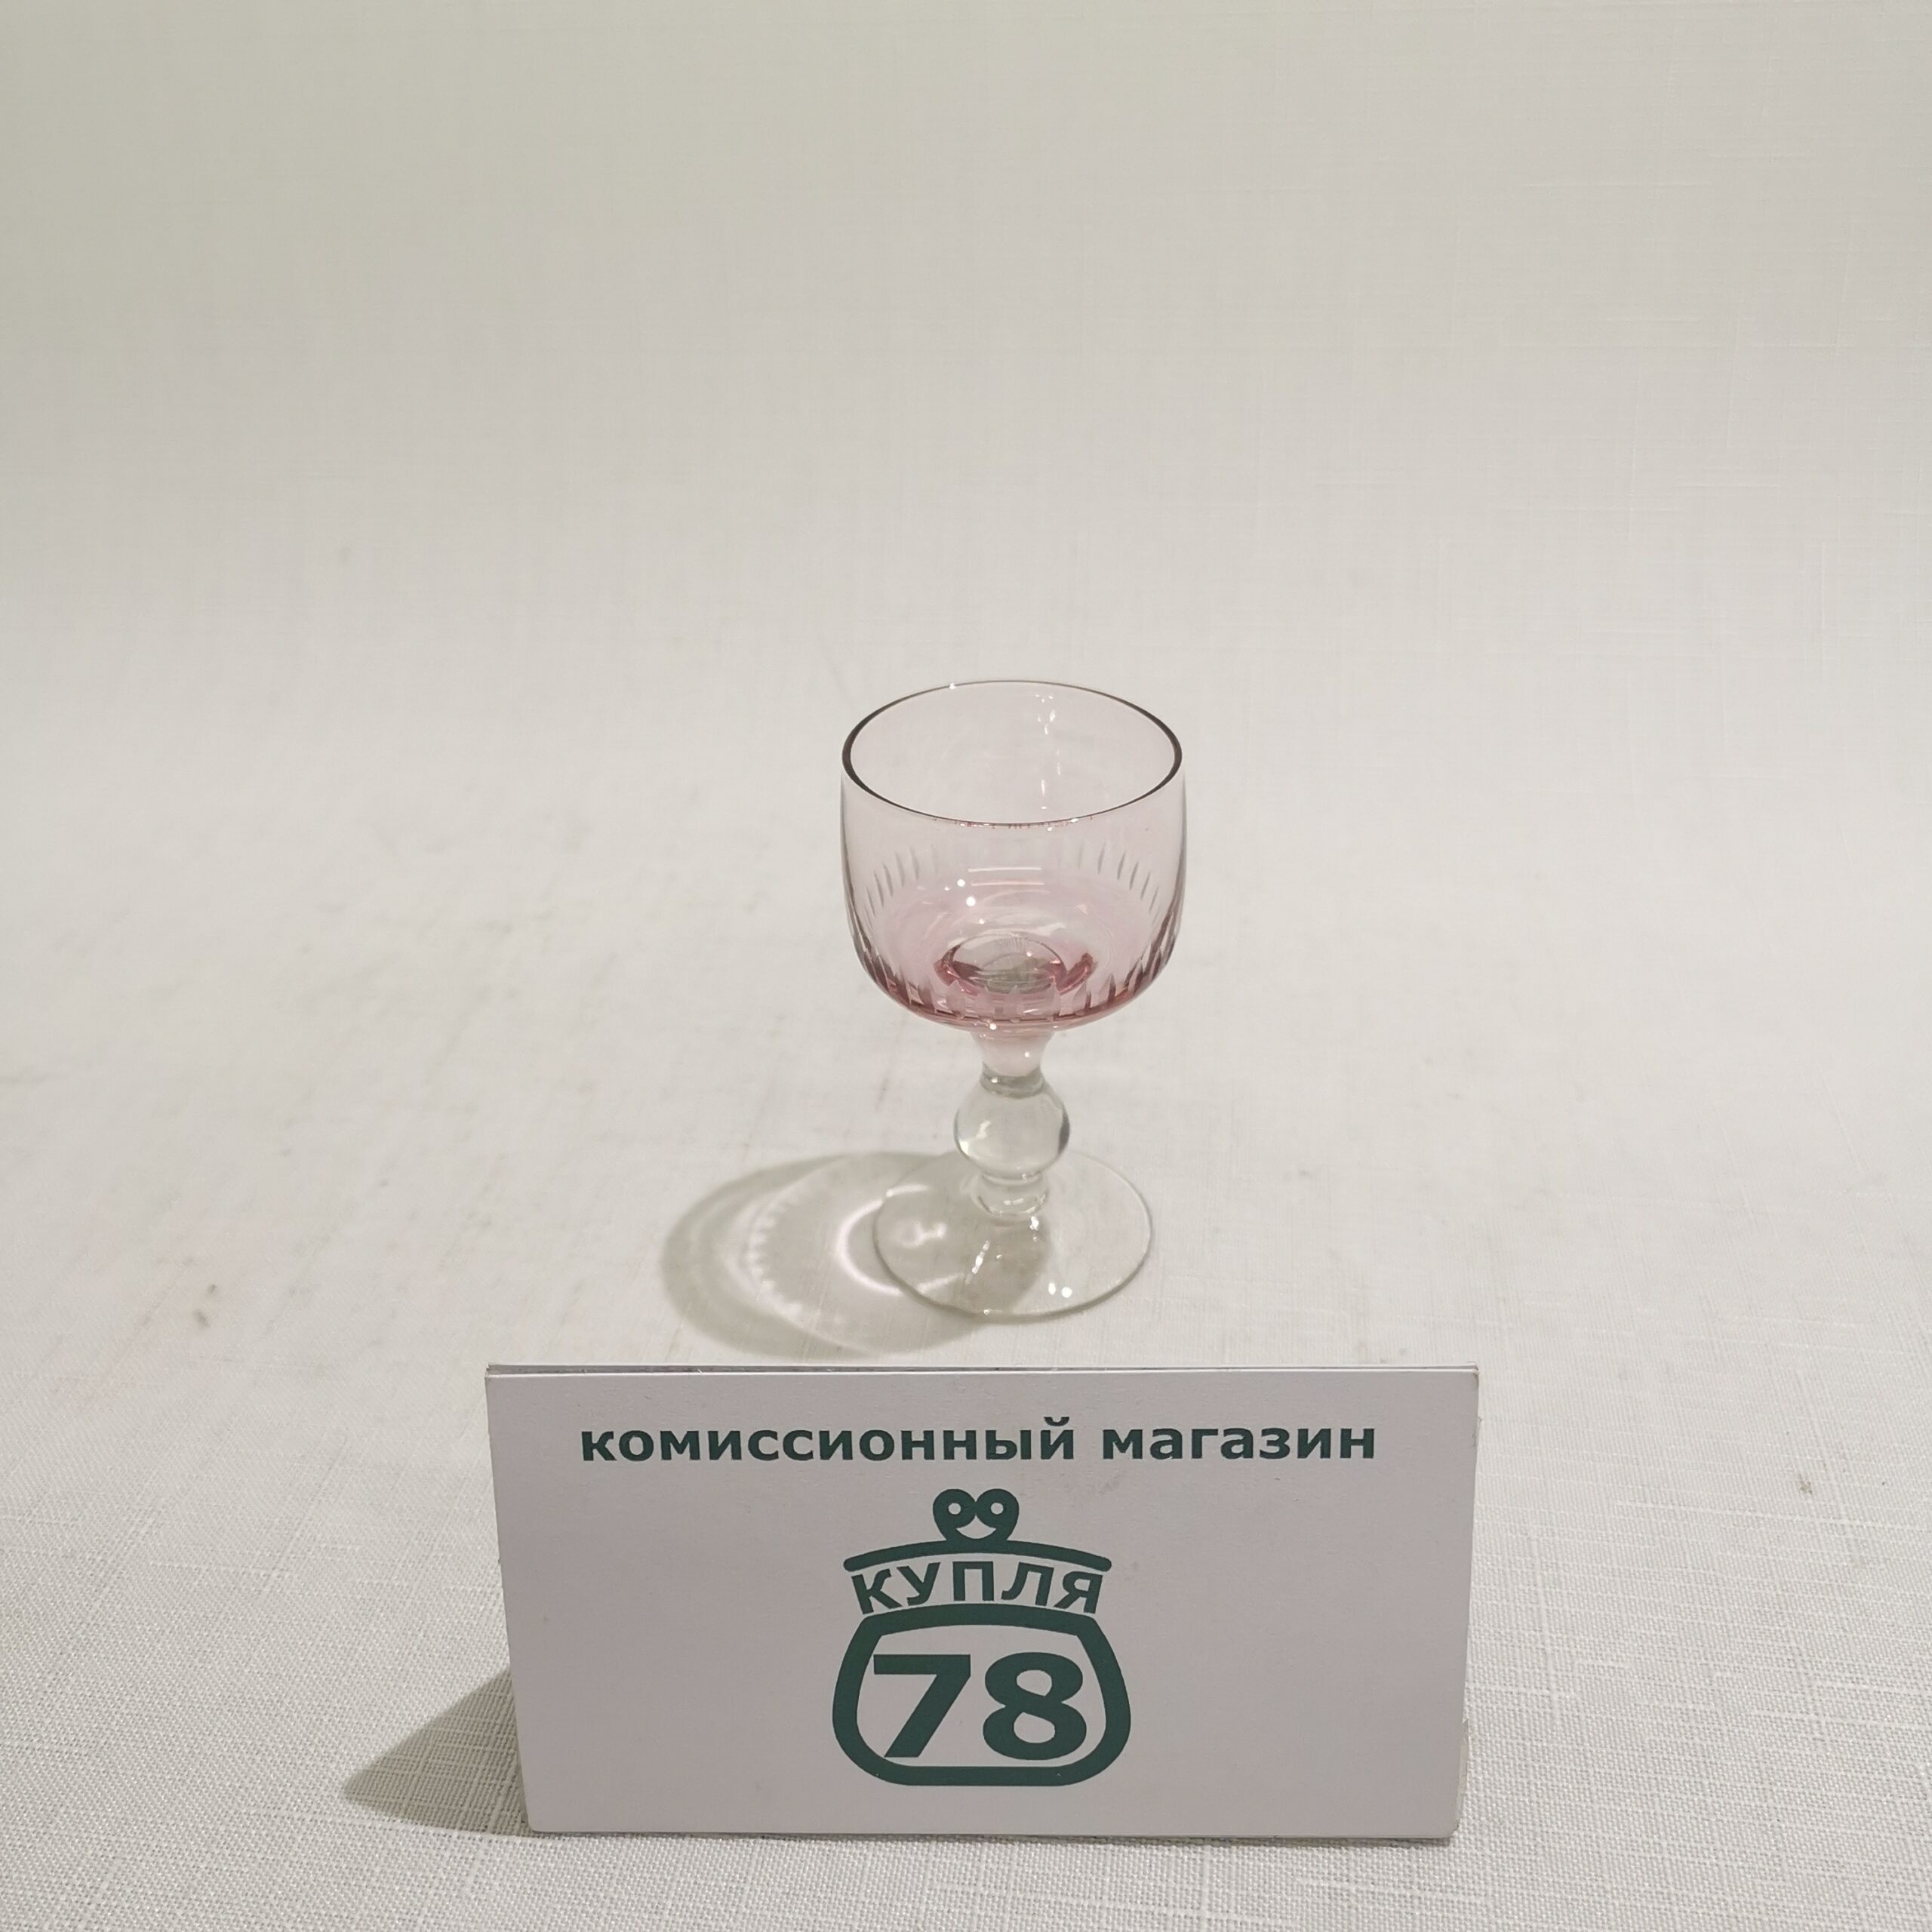 комиссионный магазин
КУПЛЯ
78